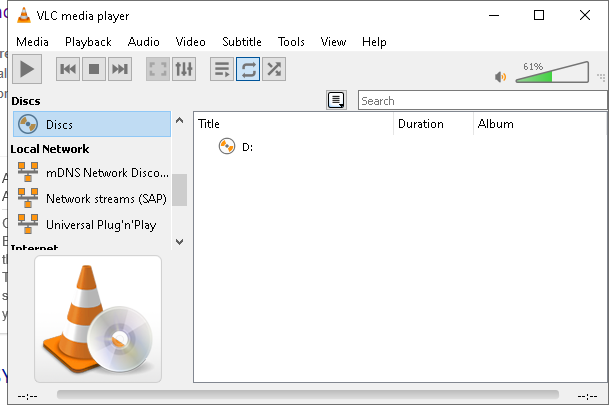 VLC media player
Media Playback Audio Video Subtitle Tools View Help
61%
Discs
Search
Discs
Title Duration Album
D:
Local Network
mDNS Network Disco...
Network streams (SAP)
Universal Plug'n'Play
Internet
--:-- --:--